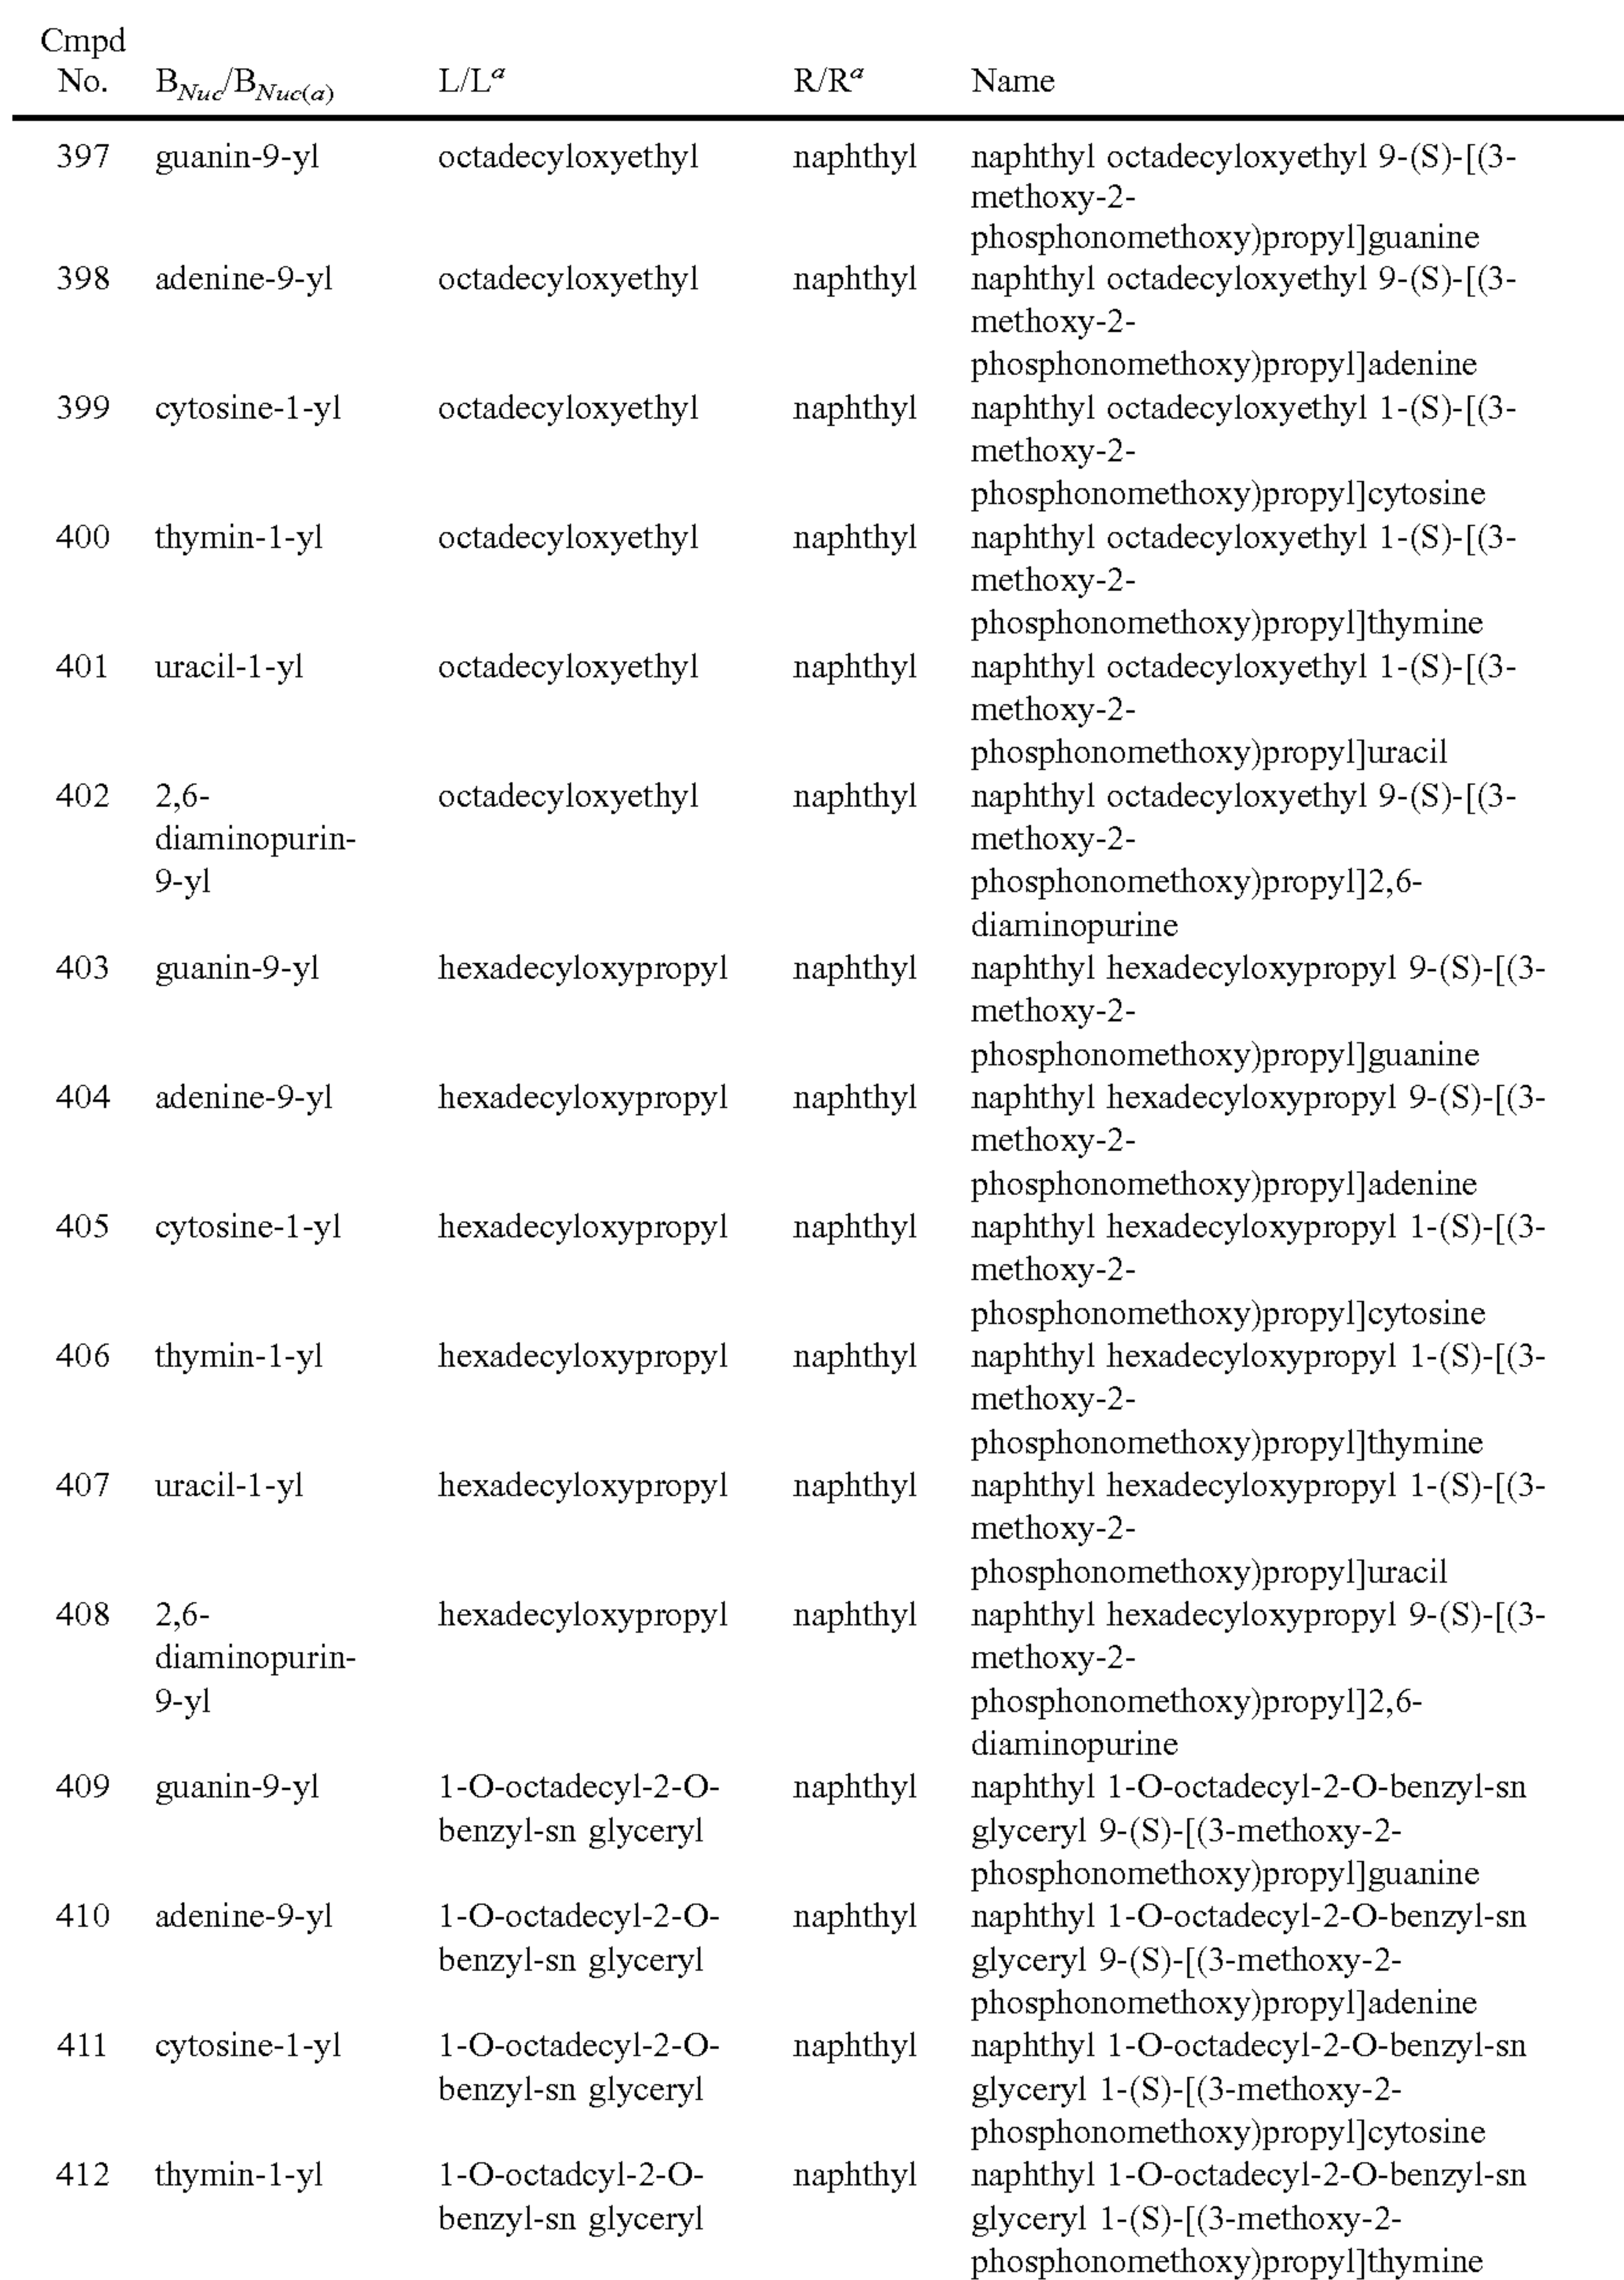 Cmpd
No. B_Nuc/B_Nuc(a) L/L^a R/R^a Name
397 guanin-9-yl octadecyloxyethyl naphthyl naphthyl octadecyloxyethyl 9-(S)-[(3-
methoxy-2-
phosphonomethoxy)propyl]guanine
398 adenine-9-yl octadecyloxyethyl naphthyl naphthyl octadecyloxyethyl 9-(S)-[(3-
methoxy-2-
phosphonomethoxy)propyl]adenine
399 cytosine-1-yl octadecyloxyethyl naphthyl naphthyl octadecyloxyethyl 1-(S)-[(3-
methoxy-2-
phosphonomethoxy)propyl]cytosine
400 thymin-1-yl octadecyloxyethyl naphthyl naphthyl octadecyloxyethyl 1-(S)-[(3-
methoxy-2-
phosphonomethoxy)propyl]thymine
401 uracil-1-yl octadecyloxyethyl naphthyl naphthyl octadecyloxyethyl 1-(S)-[(3-
methoxy-2-
phosphonomethoxy)propyl]uracil
402 2,6- octadecyloxyethyl naphthyl naphthyl octadecyloxyethyl 9-(S)-[(3-
diaminopurin- methoxy-2-
9-yl phosphonomethoxy)propyl]2,6-
diaminopurine
403 guanin-9-yl hexadecyloxypropyl naphthyl naphthyl hexadecyloxypropyl 9-(S)-[(3-
methoxy-2-
phosphonomethoxy)propyl]guanine
404 adenine-9-yl hexadecyloxypropyl naphthyl naphthyl hexadecyloxypropyl 9-(S)-[(3-
methoxy-2-
phosphonomethoxy)propyl]adenine
405 cytosine-1-yl hexadecyloxypropyl naphthyl naphthyl hexadecyloxypropyl 1-(S)-[(3-
methoxy-2-
phosphonomethoxy)propyl]cytosine
406 thymin-1-yl hexadecyloxypropyl naphthyl naphthyl hexadecyloxypropyl 1-(S)-[(3-
methoxy-2-
phosphonomethoxy)propyl]thymine
407 uracil-1-yl hexadecyloxypropyl naphthyl naphthyl hexadecyloxypropyl 1-(S)-[(3-
methoxy-2-
phosphonomethoxy)propyl]uracil
408 2,6- hexadecyloxypropyl naphthyl naphthyl hexadecyloxypropyl 9-(S)-[(3-
diaminopurin- methoxy-2-
9-yl phosphonomethoxy)propyl]2,6-
diaminopurine
409 guanin-9-yl 1-O-octadecyl-2-O- naphthyl naphthyl 1-O-octadecyl-2-O-benzyl-sn
benzyl-sn glyceryl glyceryl 9-(S)-[(3-methoxy-2-
phosphonomethoxy)propyl]guanine
410 adenine-9-yl 1-O-octadecyl-2-O- naphthyl naphthyl 1-O-octadecyl-2-O-benzyl-sn
benzyl-sn glyceryl glyceryl 9-(S)-[(3-methoxy-2-
phosphonomethoxy)propyl]adenine
411 cytosine-1-yl 1-O-octadecyl-2-O- naphthyl naphthyl 1-O-octadecyl-2-O-benzyl-sn
benzyl-sn glyceryl glyceryl 1-(S)-[(3-methoxy-2-
phosphonomethoxy)propyl]cytosine
412 thymin-1-yl 1-O-octadcyl-2-O- naphthyl naphthyl 1-O-octadecyl-2-O-benzyl-sn
benzyl-sn glyceryl glyceryl 1-(S)-[(3-methoxy-2-
phosphonomethoxy)propyl]thymine